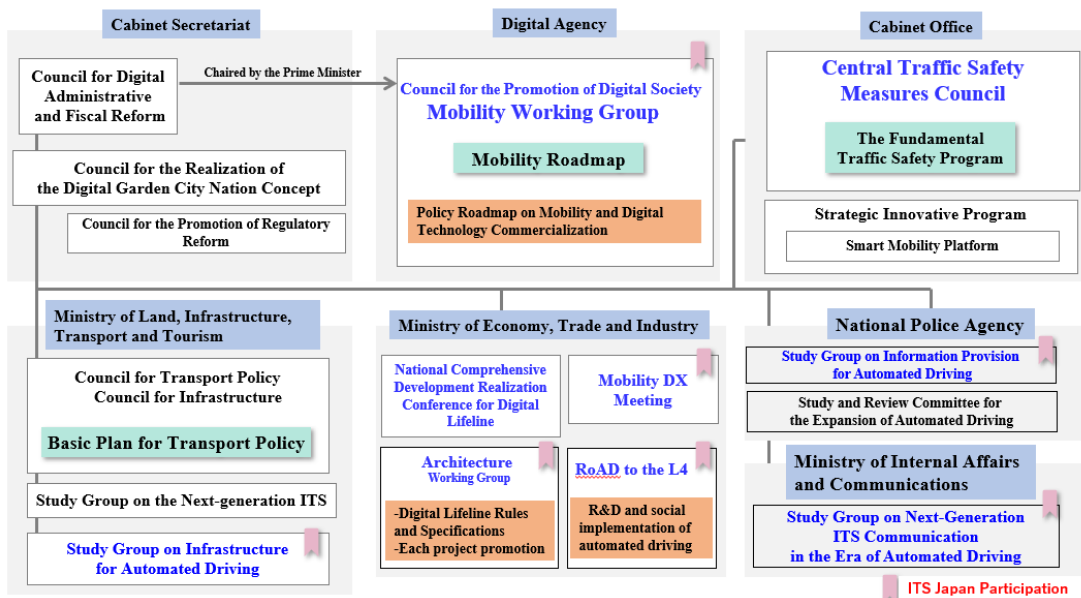 Cabinet Secretariat
Council for Digital
Administrative
and Fiscal Reform
Chaired by the Prime Minister
Council for the Realization of
the Digital Garden City Nation Concept
Council for the Promotion of Regulatory
Reform
Digital Agency
Council for the Promotion of Digital Society
Mobility Working Group
Mobility Roadmap
Policy Roadmap on Mobility and Digital
Technology Commercialization
Cabinet Office
Central Traffic Safety
Measures Council
The Fundamental
Traffic Safety Program
Strategic Innovative Program
Smart Mobility Platform
Ministry of Land, Infrastructure,
Transport and Tourism
Council for Transport Policy
Council for Infrastructure
Basic Plan for Transport Policy
Study Group on the Next-generation ITS
Study Group on Infrastructure
for Automated Driving
Ministry of Economy, Trade and Industry
National Comprehensive
Development Realization
Conference for Digital
Lifeline
Mobility DX
Meeting
Architecture
Working Group
-Digital Lifeline Rules
and Specifications
-Each project promotion
RoAD to the L4
R&D and social
implementation of
automated driving
National Police Agency
Study Group on Information Provision
for Automated Driving
Study and Review Committee for
the Expansion of Automated Driving
Ministry of Internal Affairs
and Communications
Study Group on Next-Generation
ITS Communication
in the Era of Automated Driving
ITS Japan Participation